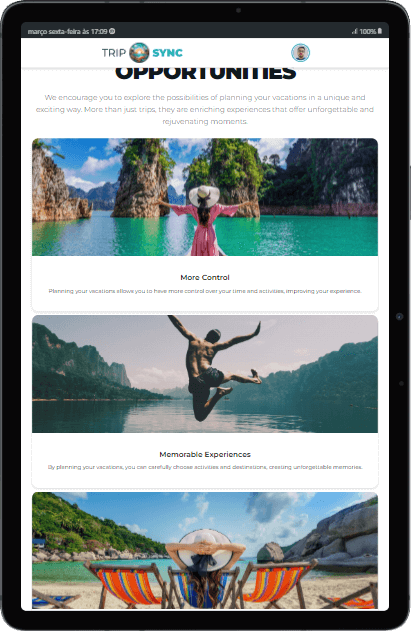 março sexta-feira às 17:09
100%
TRIP SYNC
OPPORTUNITIES
We encourage you to explore the possibilities of planning your vacations in a unique and
exciting way. More than just trips, they are enriching experiences that offer unforgettable and
rejuvenating moments.
More Control
Planning your vacations allows you to have more control over your time and activities, improving your experience.
Memorable Experiences
By planning your vacations, you can carefully choose activities and destinations, creating unforgettable memories.